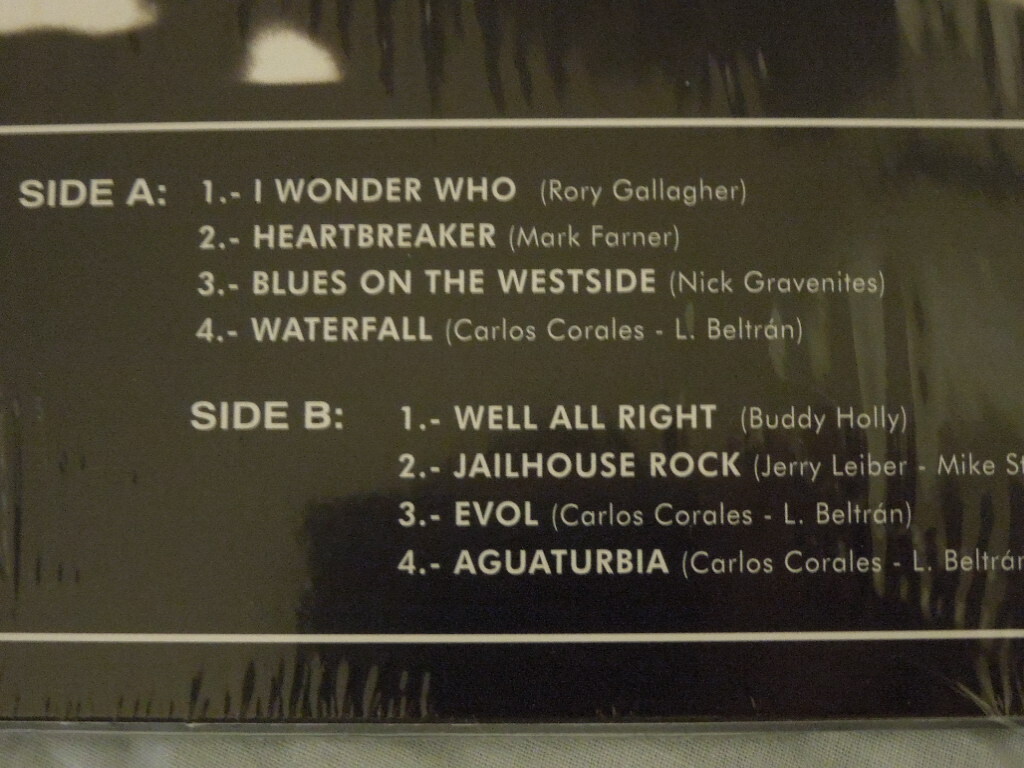 SIDE A: 1.- I WONDER WHO (Rory Gallagher)
2.- HEARTBREAKER (Mark Farner)
3.- BLUES ON THE WESTSIDE (Nick Gravenites)
4.- WATERFALL (Carlos Corales - L. Beltrán)
SIDE B: 1.- WELL ALL RIGHT (Buddy Holly)
2.- JAILHOUSE ROCK (Jerry Leiber - Mike
3.- EVOL (Carlos Corales - L. Beltrán)
4.- AGUATURBIA (Carlos Corales - L. Beltrán